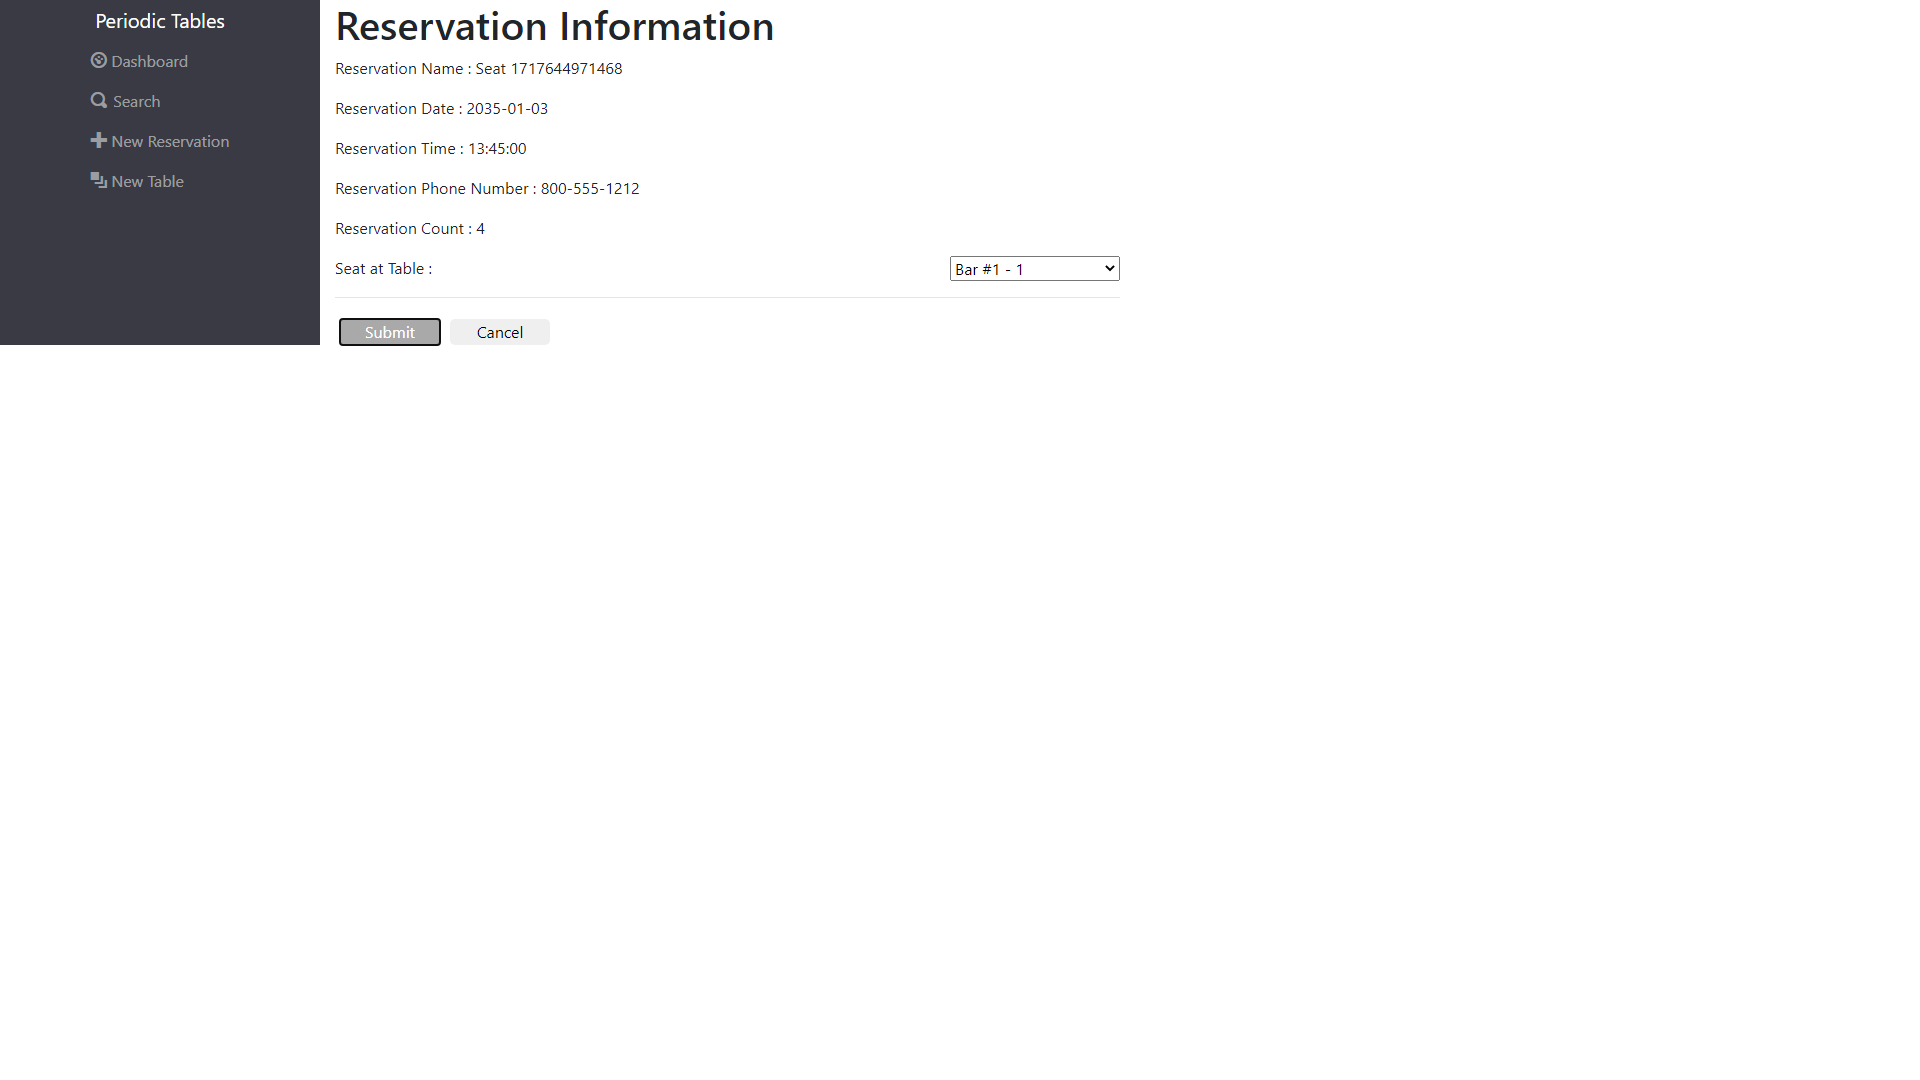 Periodic Tables
Dashboard
Search
New Reservation
New Table
Reservation Information
Reservation Name : Seat 1717644971468
Reservation Date : 2035-01-03
Reservation Time : 13:45:00
Reservation Phone Number : 800-555-1212
Reservation Count : 4
Seat at Table :
Bar #1 - 1
Submit
Cancel